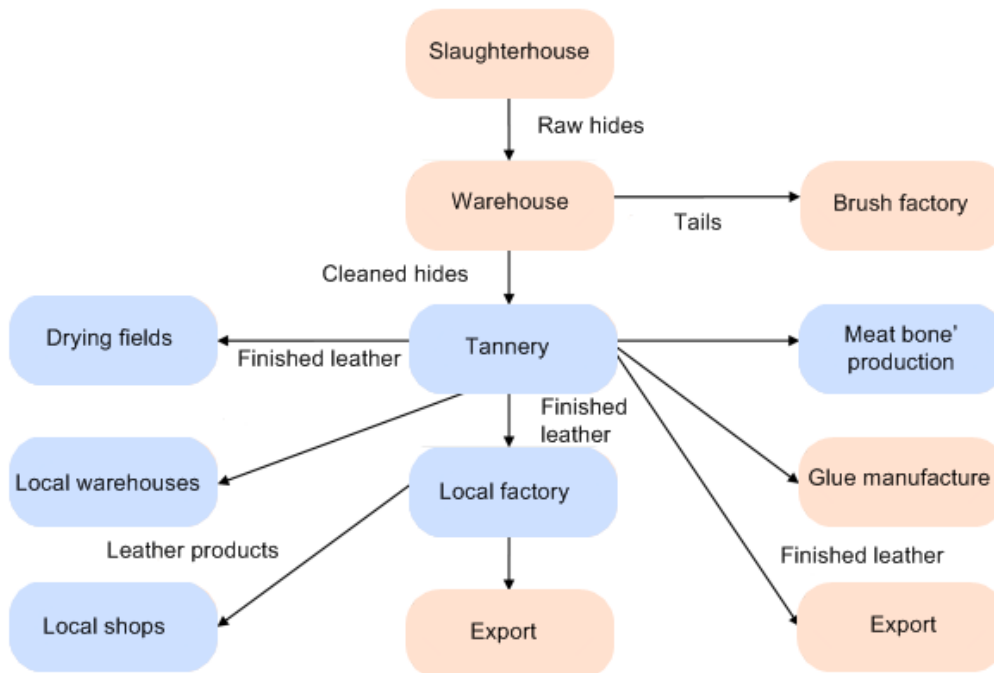 Slaughterhouse
Raw hides
Warehouse
Tails
Brush factory
Cleaned hides
Drying fields
Finished leather
Tannery
Meat bone'
production
Finished
leather
Local warehouses
Local factory
Glue manufacture
Leather products
Finished leather
Local shops
Export
Export